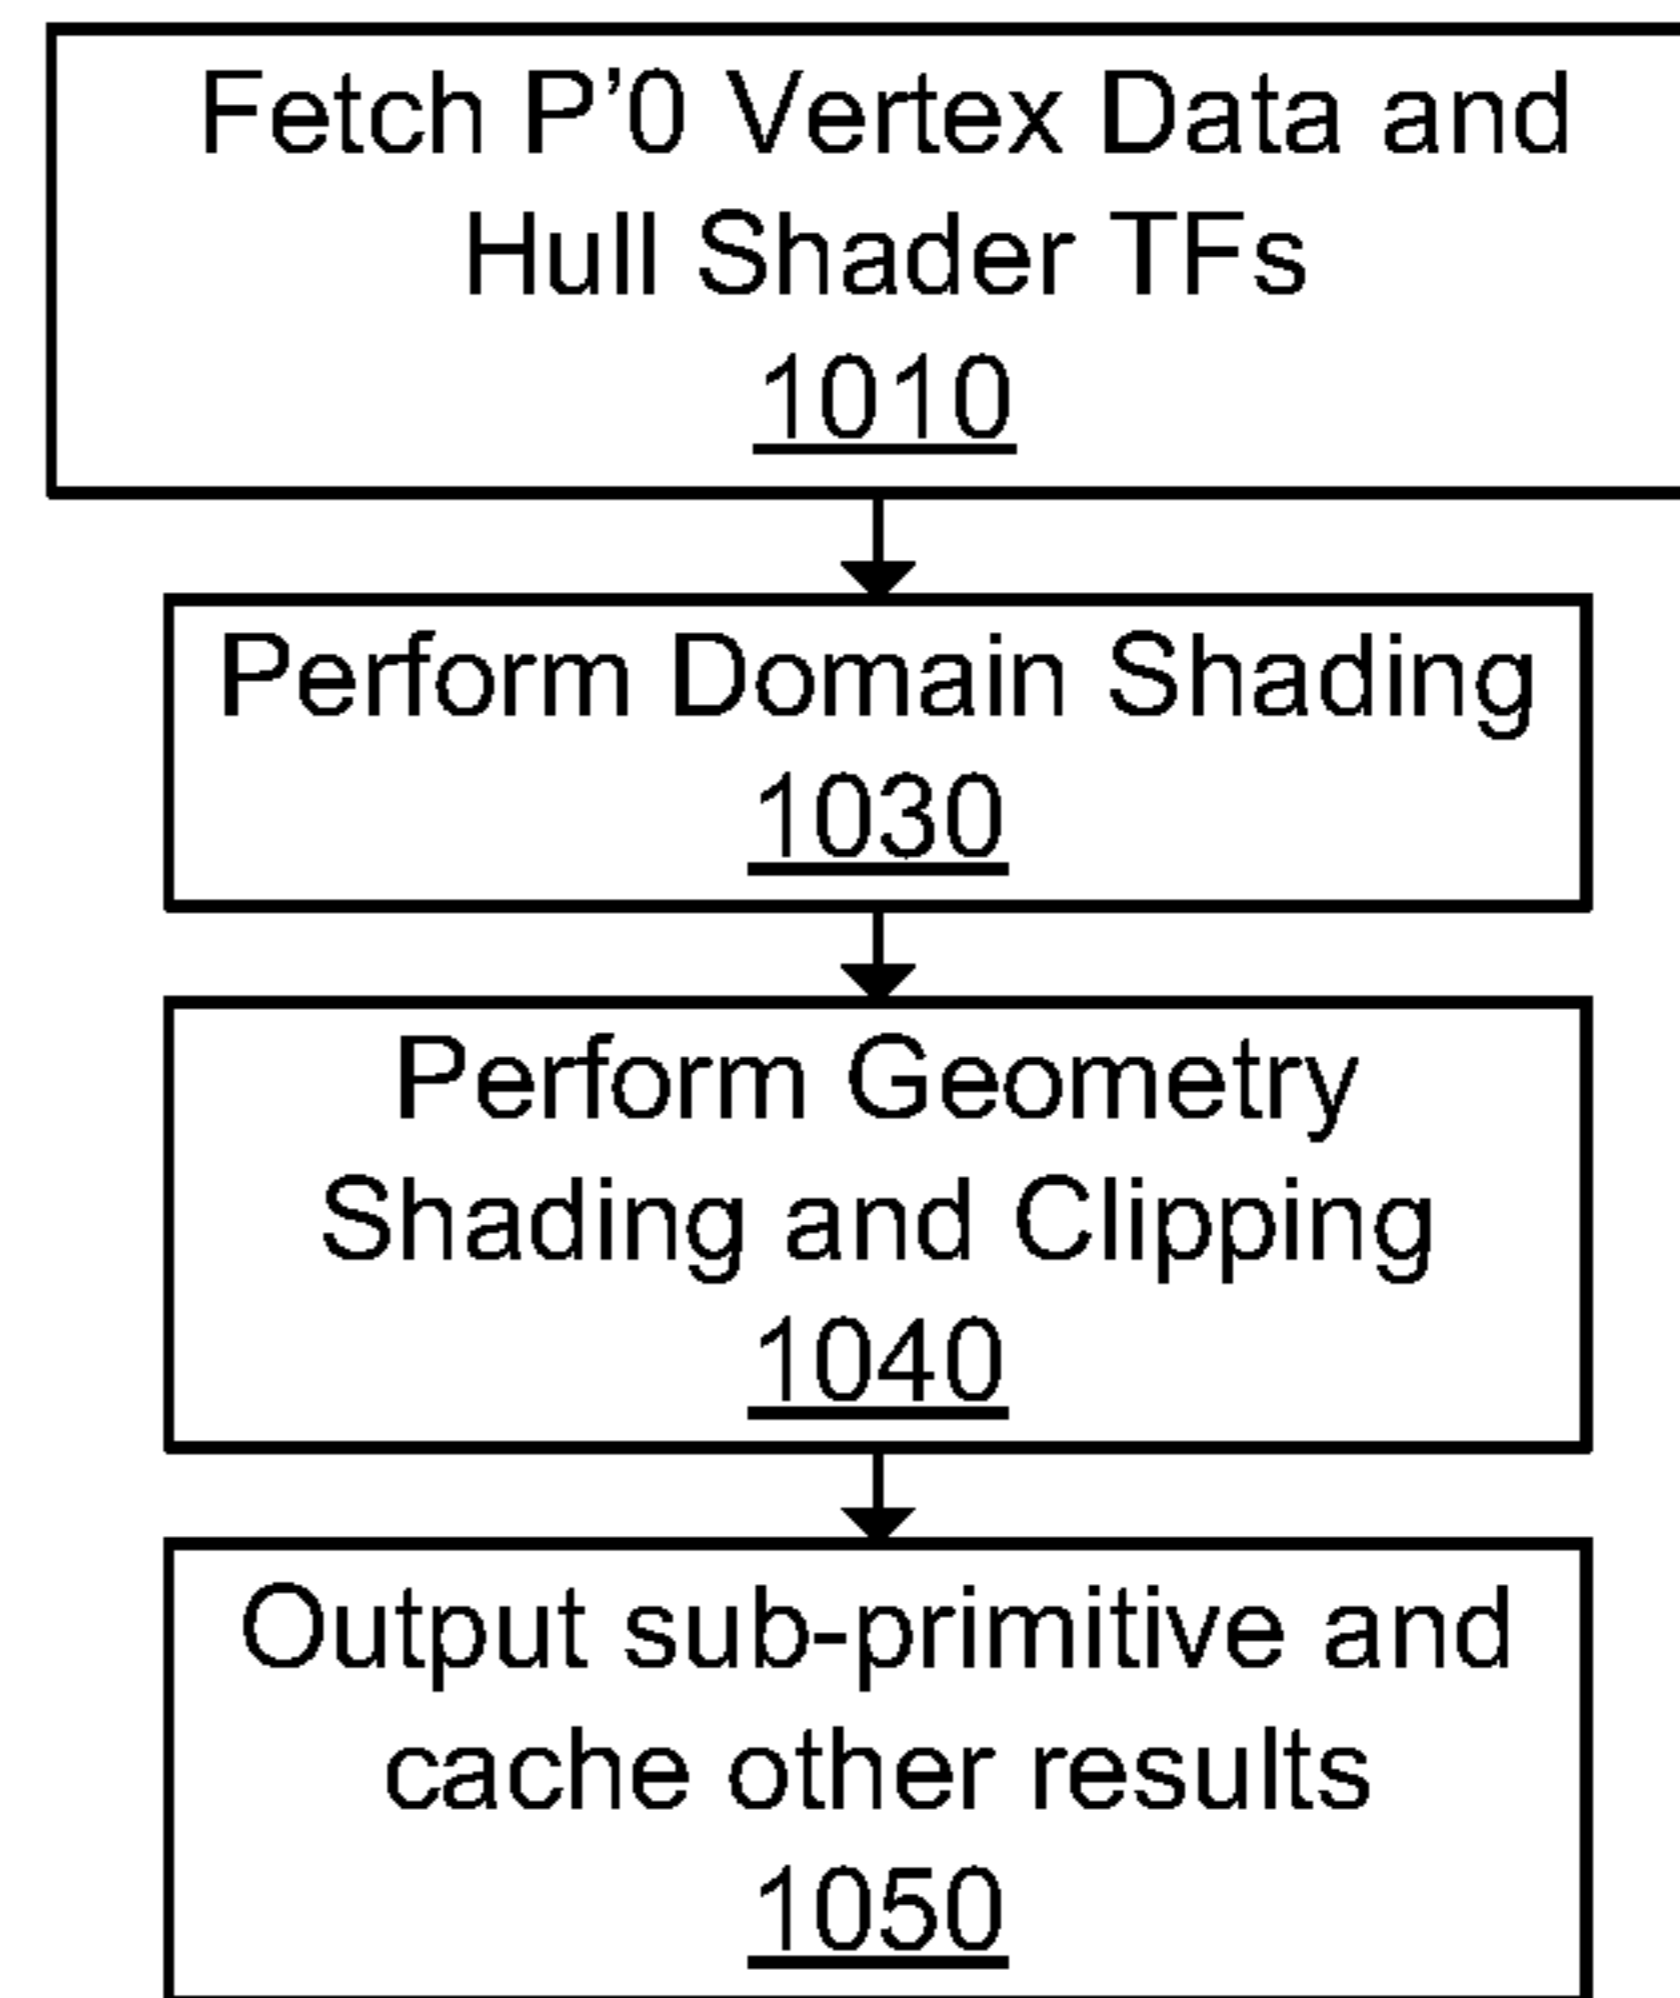 Fetch P’0 Vertex Data and
Hull Shader TFs
1010
Perform Domain Shading
1030
Perform Geometry
Shading and Clipping
1040
Output sub-primitive and
cache other results
1050